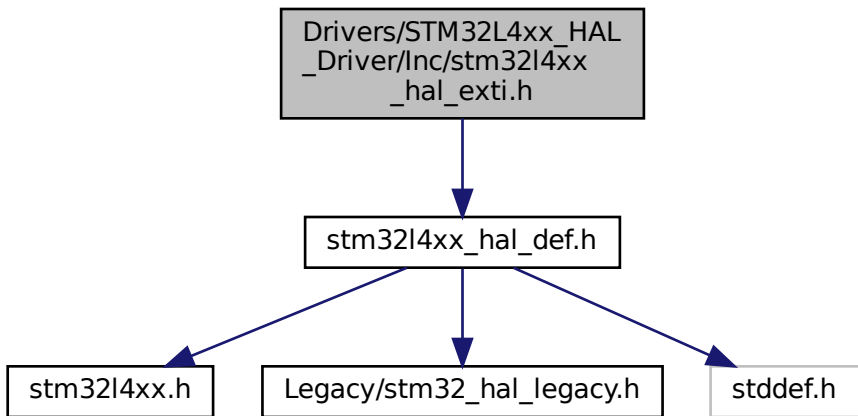 Drivers/STM32L4xx_HAL
_Driver/Inc/stm32l4xx
_hal_exti.h
stm32l4xx_hal_def.h
stm32l4xx.h
Legacy/stm32_hal_legacy.h
stddef.h